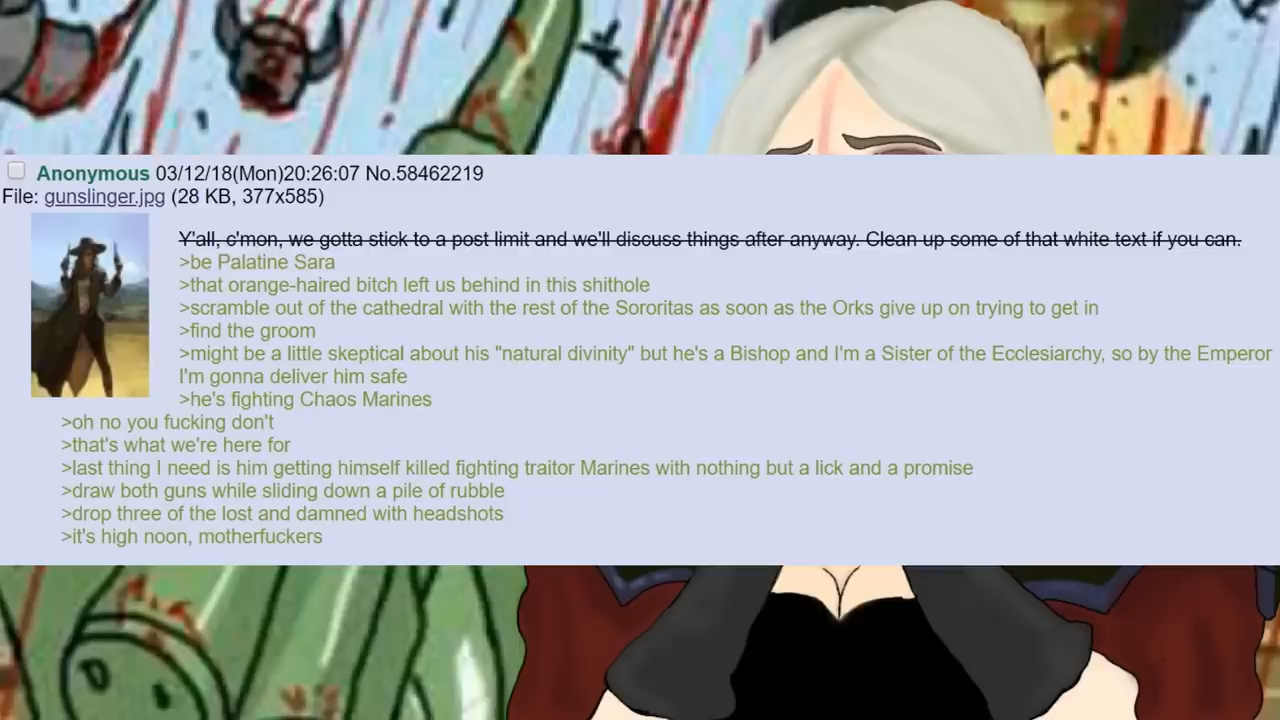 Anonymous 03/12/18(Mon)20:26:07 No.58462219
File: gunslinger.jpg (28 KB, 377x585)
Y'all, c'mon, we gotta stick to a post limit and we'll discuss things after anyway. Clean up some of that white text if you can.
>be Palatine Sara
>that orange-haired bitch left us behind in this shithole
>scramble out of the cathedral with the rest of the Sororitas as soon as the Orks give up on trying to get in
>find the groom
>might be a little skeptical about his "natural divinity" but he's a Bishop and I'm a Sister of the Ecclesiarchy, so by the Emperor
I'm gonna deliver him safe
>he's fighting Chaos Marines
>oh no you fucking don't
>that's what we're here for
>last thing I need is him getting himself killed fighting traitor Marines with nothing but a lick and a promise
>draw both guns while sliding down a pile of rubble
>drop three of the lost and damned with headshots
>it's high noon, motherfuckers